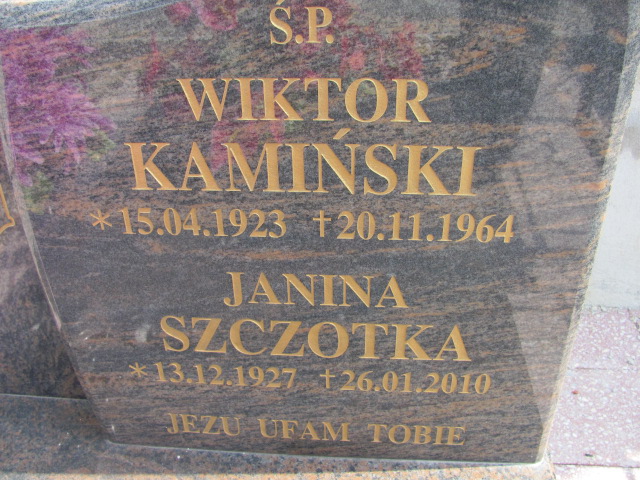 Ś.P.
WIKTOR
KAMIŃSKI
*15.04.1923 †20.11.1964
JANINA
SZCZOTKA
*13.12.1927 †26.01.2010
JEZU UFAM TOBIE